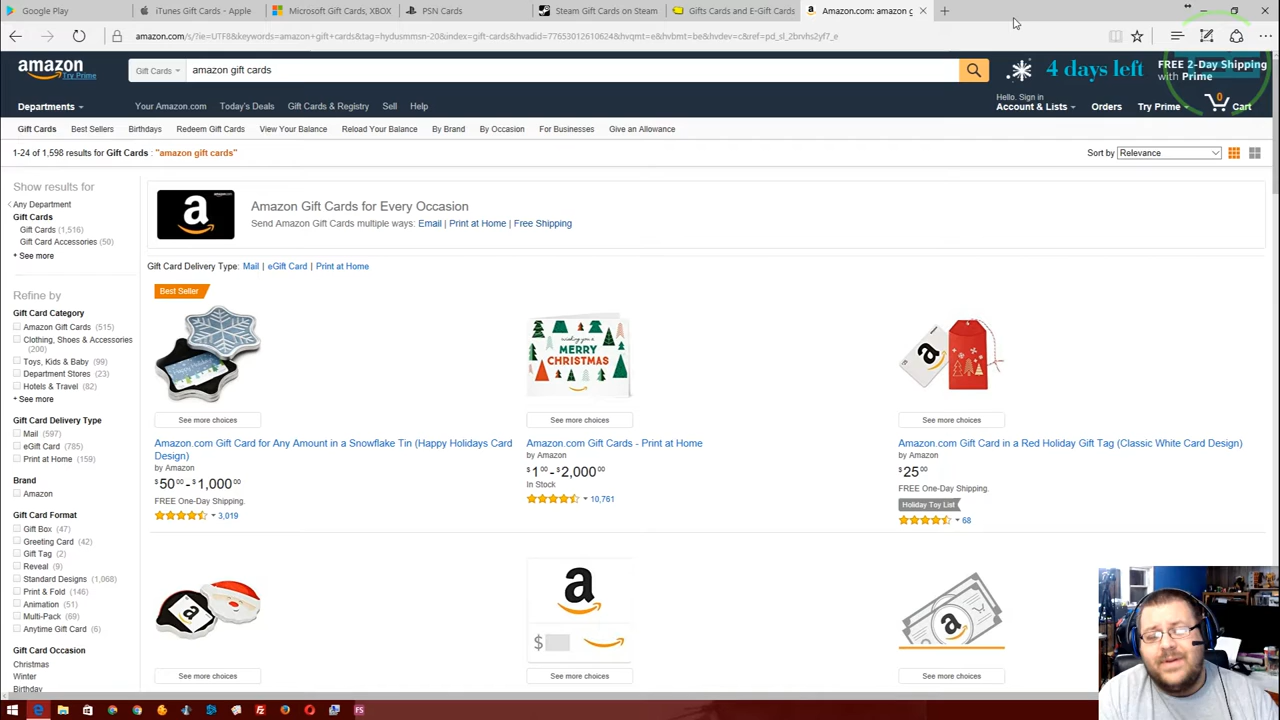 Google Play
iTunes Gift Cards - Apple
Microsoft Gift Cards, XBOX
PSN Cards
Steam Gift Cards on Steam
Gifts Cards and E-Gift Cards
Amazon.com: amazon g
amazon.com/s/?ie=UTF8&keywords=amazon+gift+cards&tag=hydusmmsn-20&index=gift-cards&hvadid=77653012610624&hvqmt=e&hvbmt=be&hvdev=c&ref=pd_sl_2brvhs2yf7_e
amazon
Try Prime
Gift Cards
amazon gift cards
4 days left
FREE 2-Day Shipping
with Prime
Departments
Your Amazon.com
Today's Deals
Gift Cards & Registry
Sell
Help
Hello. Sign in
Account & Lists
Orders
Try Prime
0
Cart
Gift Cards
Best Sellers
Birthdays
Redeem Gift Cards
View Your Balance
Reload Your Balance
By Brand
By Occasion
For Businesses
Give an Allowance
1-24 of 1,598 results for Gift Cards : "amazon gift cards"
Sort by
Relevance
Show results for
Any Department
Gift Cards
Gift Cards (1,516)
Gift Card Accessories (50)
+ See more
Refine by
Gift Card Category
Amazon Gift Cards (515)
Clothing, Shoes & Accessories
(200)
Toys, Kids & Baby (99)
Department Stores (23)
Hotels & Travel (82)
+ See more
Gift Card Delivery Type
Mail (597)
eGift Card (785)
Print at Home (159)
Brand
Amazon
Gift Card Format
Gift Box (47)
Greeting Card (42)
Gift Tag (2)
Reveal (9)
Standard Designs (1,068)
Print & Fold (146)
Animation (51)
Multi-Pack (69)
Anytime Gift Card (6)
Gift Card Occasion
Christmas
Winter
Birthday
a
Amazon Gift Cards for Every Occasion
Send Amazon Gift Cards multiple ways: Email | Print at Home | Free Shipping
Gift Card Delivery Type: Mail | eGift Card | Print at Home
Best Seller
See more choices
Amazon.com Gift Card for Any Amount in a Snowflake Tin (Happy Holidays Card
Design)
by Amazon
$50.00 - $1,000.00
FREE One-Day Shipping.
3,019
wishing you a
MERRY
CHRISTMAS
See more choices
Amazon.com Gift Cards - Print at Home
by Amazon
$1.00 - $2,000.00
In Stock
10,761
a
See more choices
Amazon.com Gift Card in a Red Holiday Gift Tag (Classic White Card Design)
by Amazon
$25.00
FREE One-Day Shipping.
Holiday Toy List
68
a
See more choices
a
$
See more choices
a
See more choices